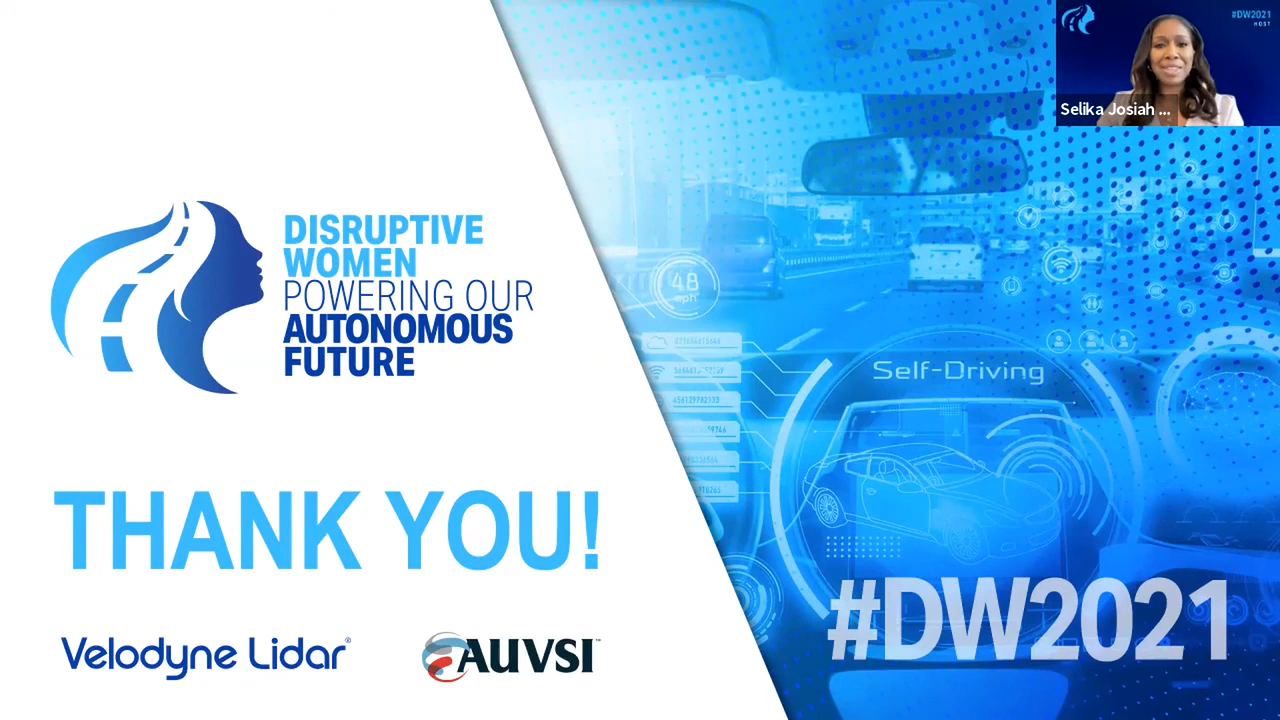 #DW2021
HOST
Selika Josiah ...
DISRUPTIVE
WOMEN
POWERING OUR
AUTONOMOUS
FUTURE
48
mph
Self-Driving
THANK YOU!
#DW2021
Velodyne Lidar®
AUVSI™